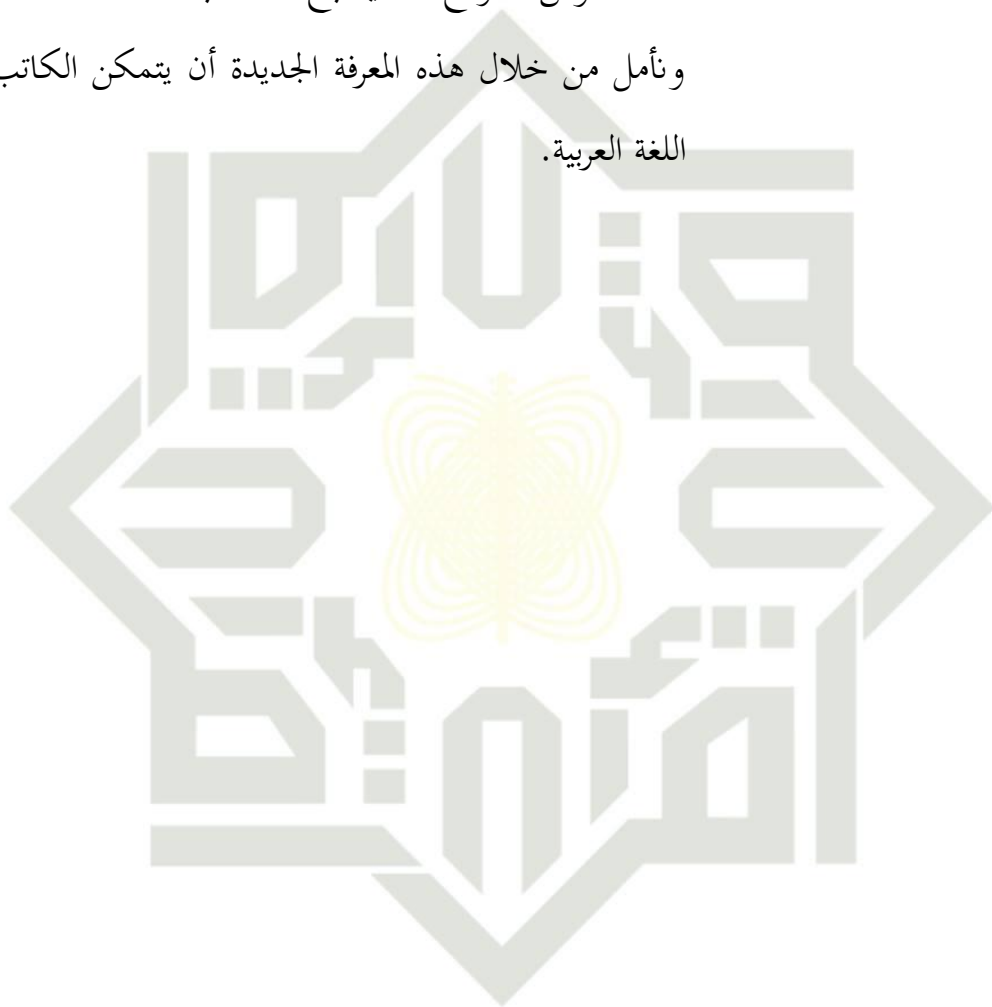 ونأمل من خلال هذه المعرفة الجديدة أن يتمكن الكاتب
اللغة العربية.